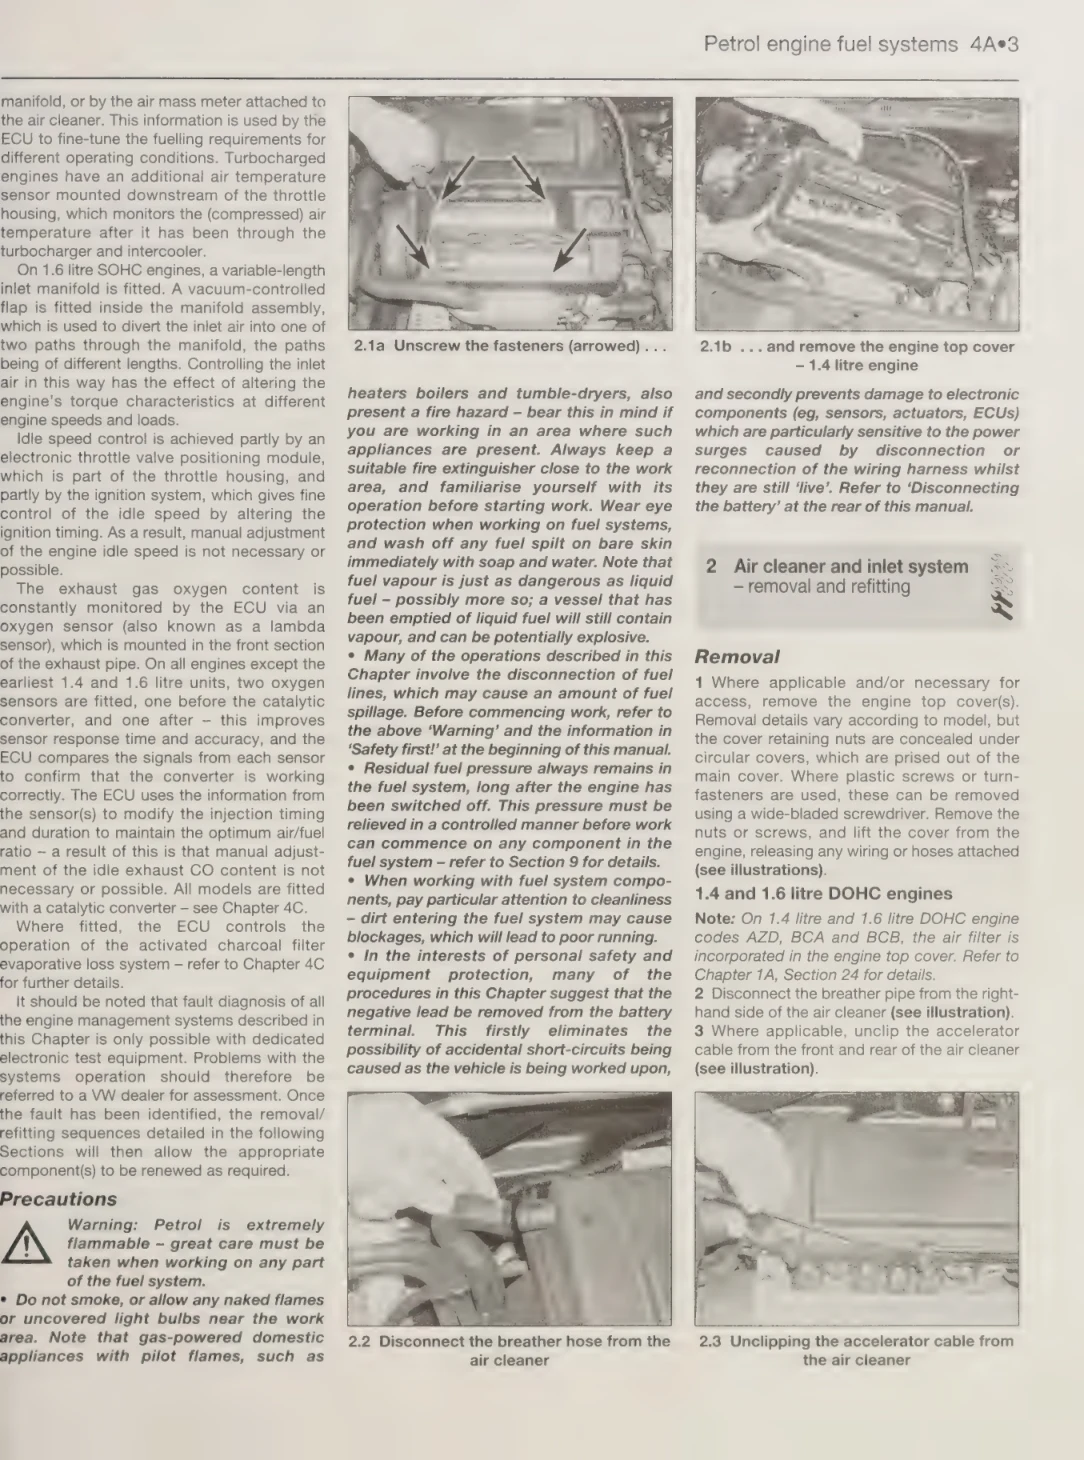 Petrol engine fuel systems 4A•3
manifold, or by the air mass meter attached to
the air cleaner. This information is used by the
ECU to fine-tune the fuelling requirements for
different operating conditions. Turbocharged
engines have an additional air temperature
sensor mounted downstream of the throttle
housing, which monitors the (compressed) air
temperature after it has been through the
turbocharger and intercooler.
On 1.6 litre SOHC engines, a variable-length
inlet manifold is fitted. A vacuum-controlled
flap is fitted inside the manifold assembly,
which is used to divert the inlet air into one of
two paths through the manifold, the paths
being of different lengths. Controlling the inlet
air in this way has the effect of altering the
engine's torque characteristics at different
engine speeds and loads.
Idle speed control is achieved partly by an
electronic throttle valve positioning module,
which is part of the throttle housing, and
partly by the ignition system, which gives fine
control of the idle speed by altering the
ignition timing. As a result, manual adjustment
of the engine idle speed is not necessary or
possible.
The exhaust gas oxygen content is
constantly monitored by the ECU via an
oxygen sensor (also known as a lambda
sensor), which is mounted in the front section
of the exhaust pipe. On all engines except the
earliest 1.4 and 1.6 litre units, two oxygen
sensors are fitted, one before the catalytic
converter, and one after – this improves
sensor response time and accuracy, and the
ECU compares the signals from each sensor
to confirm that the converter is working
correctly. The ECU uses the information from
the sensor(s) to modify the injection timing
and duration to maintain the optimum air/fuel
ratio – a result of this is that manual adjust-
ment of the idle exhaust CO content is not
necessary or possible. All models are fitted
with a catalytic converter – see Chapter 4C.
Where fitted, the ECU controls the
operation of the activated charcoal filter
evaporative loss system – refer to Chapter 4C
for further details.
It should be noted that fault diagnosis of all
the engine management systems described in
this Chapter is only possible with dedicated
electronic test equipment. Problems with the
systems operation should therefore be
referred to a VW dealer for assessment. Once
the fault has been identified, the removal/
refitting sequences detailed in the following
Sections will then allow the appropriate
component(s) to be renewed as required.
Precautions
Warning: Petrol is extremely
flammable – great care must be
taken when working on any part
of the fuel system.
• Do not smoke, or allow any naked flames
or uncovered light bulbs near the work
area. Note that gas-powered domestic
appliances with pilot flames, such as
2.1a Unscrew the fasteners (arrowed) . . .
heaters boilers and tumble-dryers, also
present a fire hazard – bear this in mind if
you are working in an area where such
appliances are present. Always keep a
suitable fire extinguisher close to the work
area, and familiarise yourself with its
operation before starting work. Wear eye
protection when working on fuel systems,
and wash off any fuel spilt on bare skin
immediately with soap and water. Note that
fuel vapour is just as dangerous as liquid
fuel – possibly more so; a vessel that has
been emptied of liquid fuel will still contain
vapour, and can be potentially explosive.
• Many of the operations described in this
Chapter involve the disconnection of fuel
lines, which may cause an amount of fuel
spillage. Before commencing work, refer to
the above 'Warning' and the information in
'Safety first!' at the beginning of this manual.
• Residual fuel pressure always remains in
the fuel system, long after the engine has
been switched off. This pressure must be
relieved in a controlled manner before work
can commence on any component in the
fuel system – refer to Section 9 for details.
• When working with fuel system compo-
nents, pay particular attention to cleanliness
– dirt entering the fuel system may cause
blockages, which will lead to poor running.
• In the interests of personal safety and
equipment protection, many of the
procedures in this Chapter suggest that the
negative lead be removed from the battery
terminal. This firstly eliminates the
possibility of accidental short-circuits being
caused as the vehicle is being worked upon,
2.2 Disconnect the breather hose from the
air cleaner
2.1b . . . and remove the engine top cover
– 1.4 litre engine
and secondly prevents damage to electronic
components (eg, sensors, actuators, ECUs)
which are particularly sensitive to the power
surges caused by disconnection or
reconnection of the wiring harness whilst
they are still 'live'. Refer to 'Disconnecting
the battery' at the rear of this manual.
2 Air cleaner and inlet system
– removal and refitting
Removal
1 Where applicable and/or necessary for
access, remove the engine top cover(s).
Removal details vary according to model, but
the cover retaining nuts are concealed under
circular covers, which are prised out of the
main cover. Where plastic screws or turn-
fasteners are used, these can be removed
using a wide-bladed screwdriver. Remove the
nuts or screws, and lift the cover from the
engine, releasing any wiring or hoses attached
(see illustrations).
1.4 and 1.6 litre DOHC engines
Note: On 1.4 litre and 1.6 litre DOHC engine
codes AZD, BCA and BCB, the air filter is
incorporated in the engine top cover. Refer to
Chapter 1A, Section 24 for details.
2 Disconnect the breather pipe from the right-
hand side of the air cleaner (see illustration).
3 Where applicable, unclip the accelerator
cable from the front and rear of the air cleaner
(see illustration).
2.3 Unclipping the accelerator cable from
the air cleaner